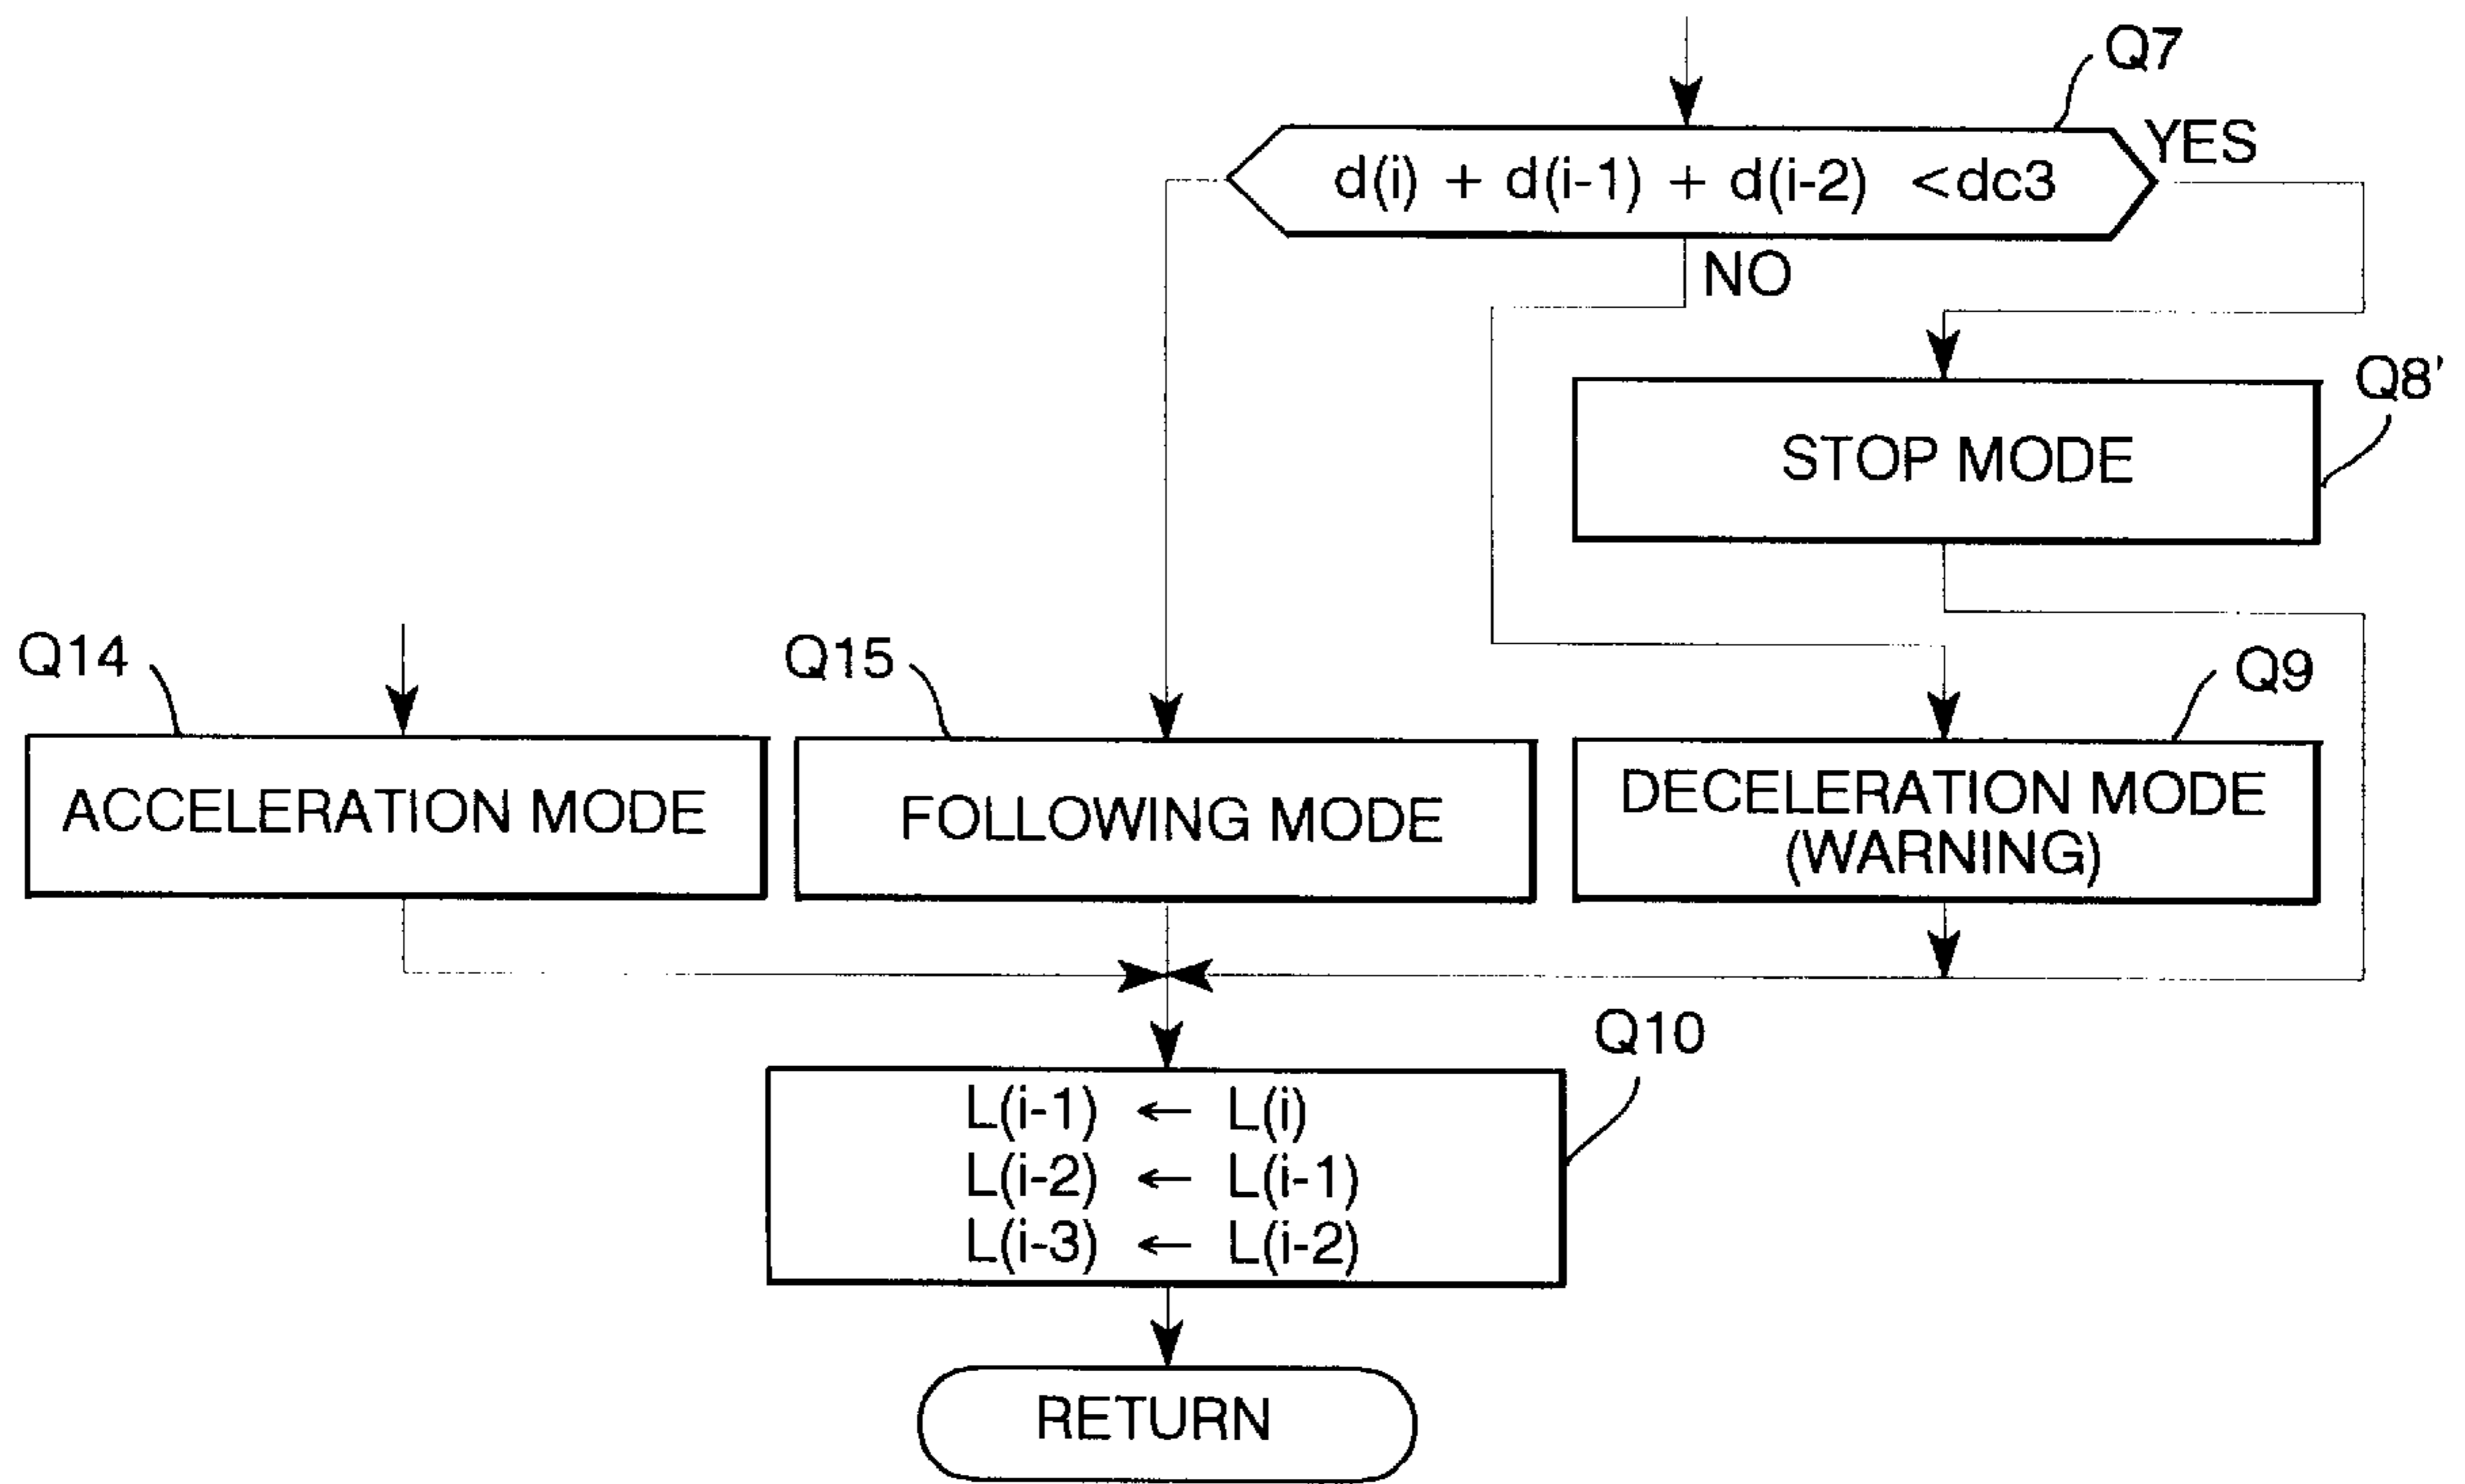 Q7
d(i) + d(i-1) + d(i-2) <dc3
YES
NO
Q8'
STOP MODE
Q14
Q15
Q9
ACCELERATION MODE
FOLLOWING MODE
DECELERATION MODE
(WARNING)
Q10
L(i-1) ← L(i)
L(i-2) ← L(i-1)
L(i-3) ← L(i-2)
RETURN